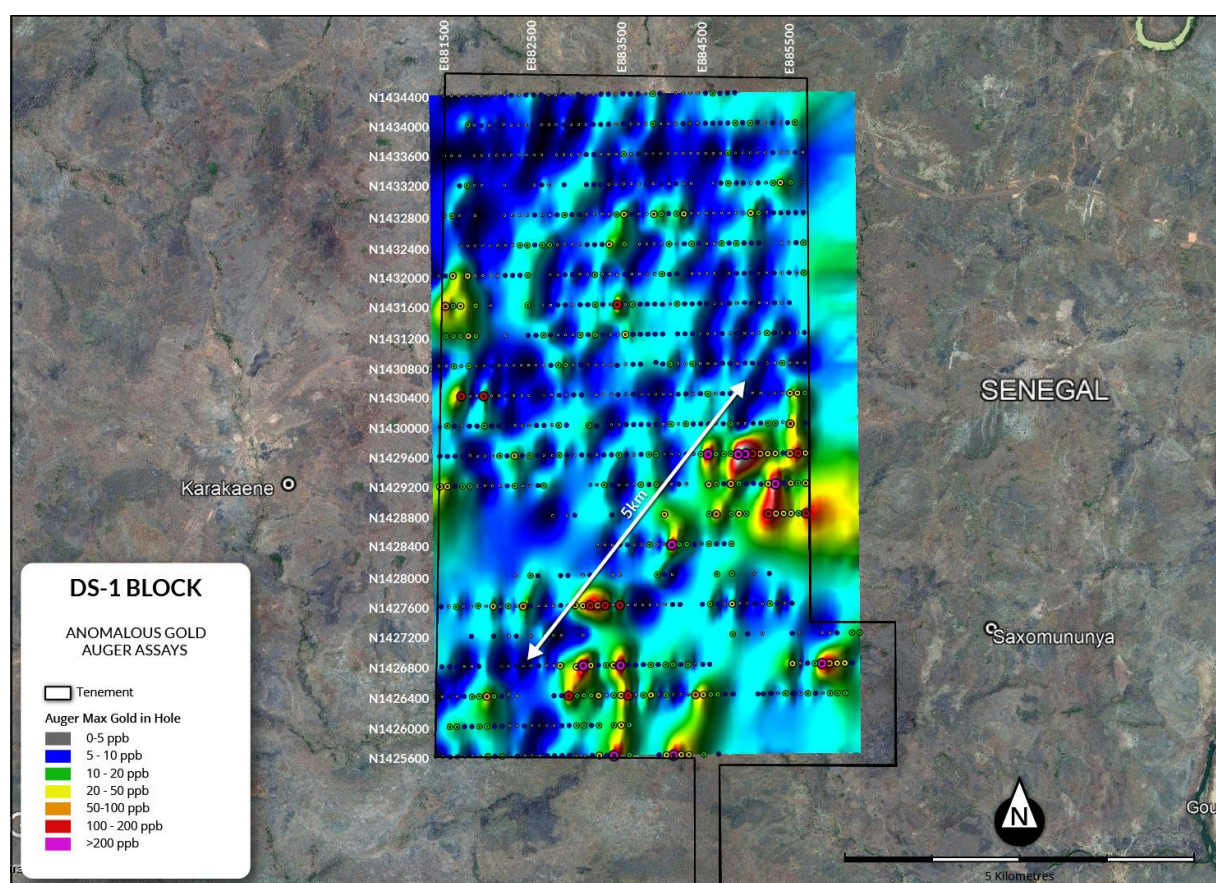 E881500
E882500
E883500
E884500
E885500
N1434400
N1434000
N1433600
N1433200
N1432800
N1432400
N1432000
N1431600
N1431200
N1430800
N1430400
N1430000
N1429600
N1429200
N1428800
N1428400
N1428000
N1427600
N1427200
N1426800
N1426400
N1426000
N1425600
SENEGAL
Karakaene
5km
Saxomununya
DS-1 BLOCK
ANOMALOUS GOLD
AUGER ASSAYS
Tenement
Auger Max Gold in Hole
0-5 ppb
5 - 10 ppb
10 - 20 ppb
20 - 50 ppb
50-100 ppb
100 - 200 ppb
>200 ppb
N
Gou
5 Kilometres